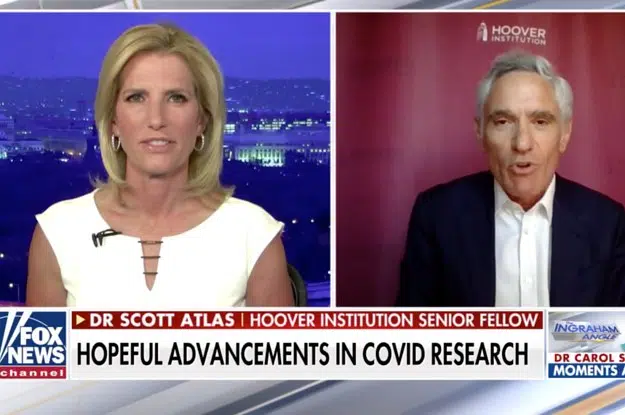 HOOVER
INSTITUTION
DR SCOTT ATLAS | HOOVER INSTITUTION SENIOR FELLOW
FOX
NEWS
channel
HOPEFUL ADVANCEMENTS IN COVID RESEARCH
THE
INGRAHAM
ANGLE
DR CAROL S
MOMENTS A